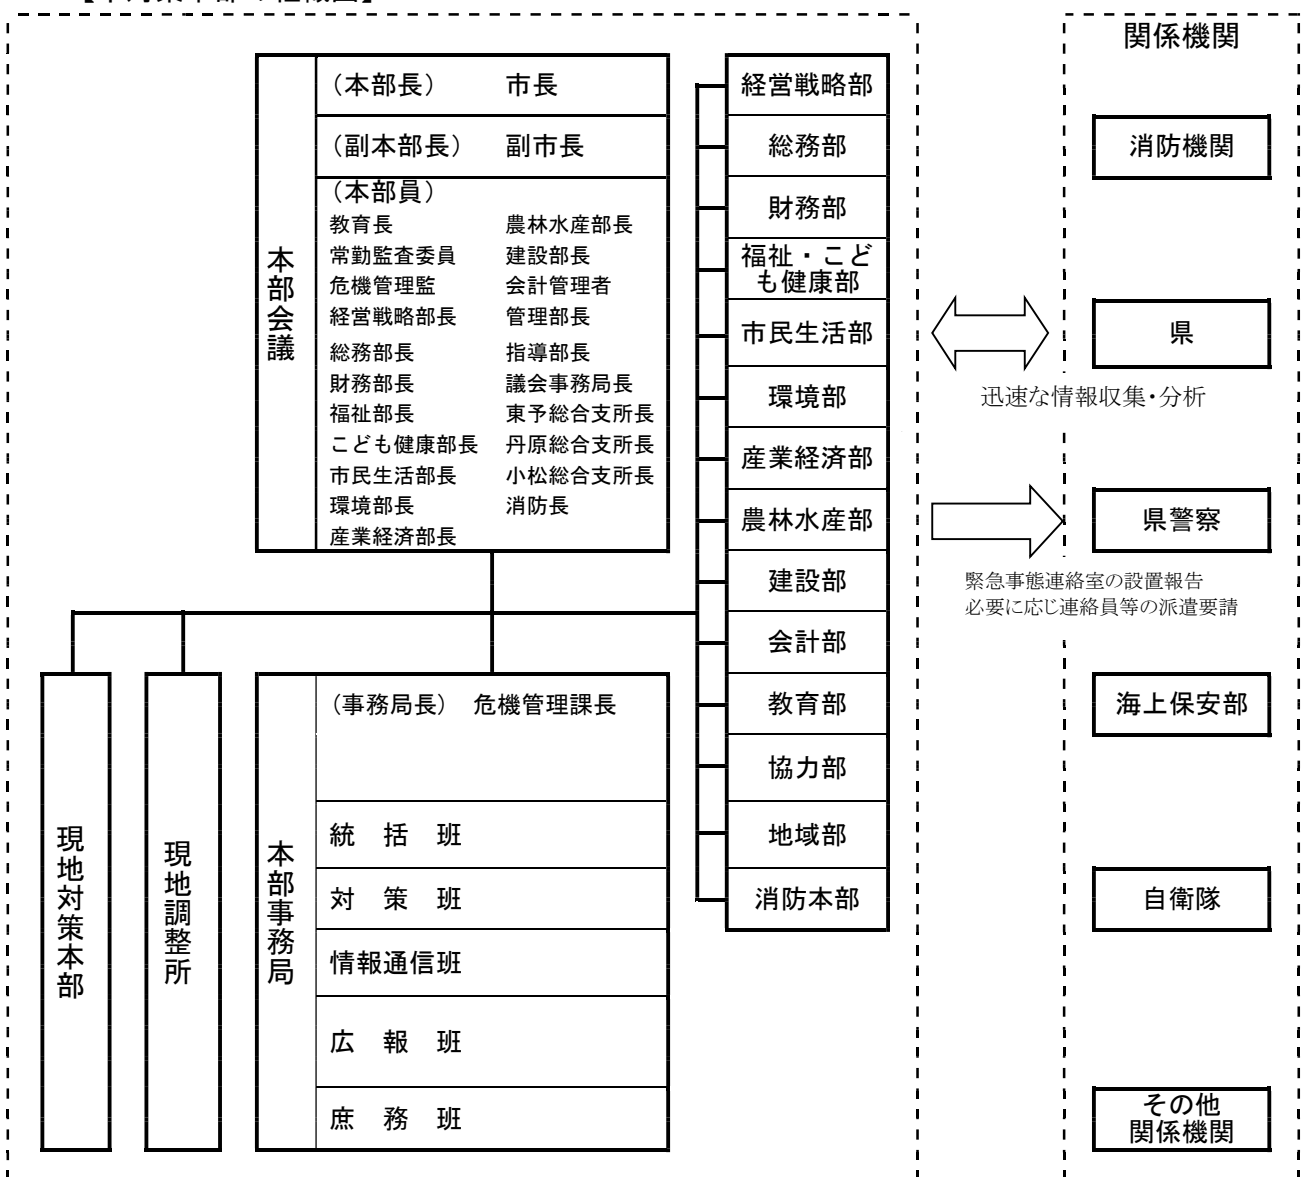 関係機関
本部会議
（本部長）　市長
（副本部長）　副市長
（本部員）
教育長　農林水産部長
常勤監査委員　建設部長
危機管理監　会計管理者
経営戦略部長　管理部長
総務部長　指導部長
財務部長　議会事務局長
福祉部長　東予総合支所長
こども健康部長　丹原総合支所長
市民生活部長　小松総合支所長
環境部長　消防長
産業経済部長
経営戦略部
総務部
財務部
福祉・こど
も健康部
市民生活部
環境部
産業経済部
農林水産部
建設部
会計部
教育部
協力部
地域部
消防本部
現地対策本部
現地調整所
本部事務局
（事務局長）　危機管理課長
統　括　班
対　策　班
情報通信班
広　報　班
庶　務　班
迅速な情報収集・分析
緊急事態連絡室の設置報告
必要に応じ連絡員等の派遣要請
消防機関
県
県警察
海上保安部
自衛隊
その他
関係機関